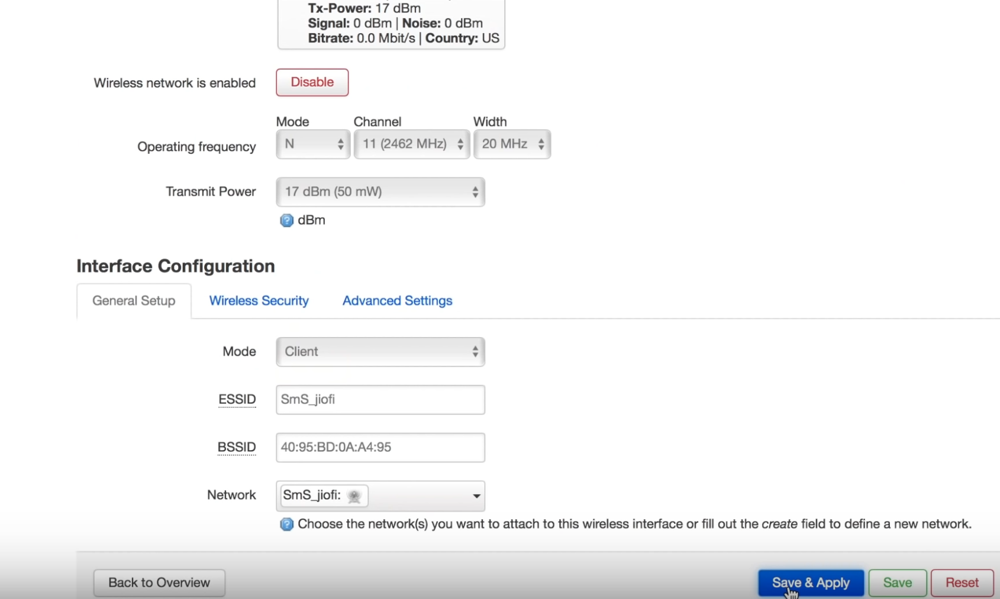 Tx-Power: 17 dBm
Signal: 0 dBm | Noise: 0 dBm
Bitrate: 0.0 Mbit/s | Country: US
Wireless network is enabled Disable
Mode Channel Width
Operating frequency N 11 (2462 MHz) 20 MHz
Transmit Power 17 dBm (50 mW)
dBm
Interface Configuration
General Setup Wireless Security Advanced Settings
Mode Client
ESSID SmS_jiofi
BSSID 40:95:BD:0A:A4:95
Network SmS_jiofi:
Choose the network(s) you want to attach to this wireless interface or fill out the create field to define a new network.
Back to Overview Save & Apply Save Reset